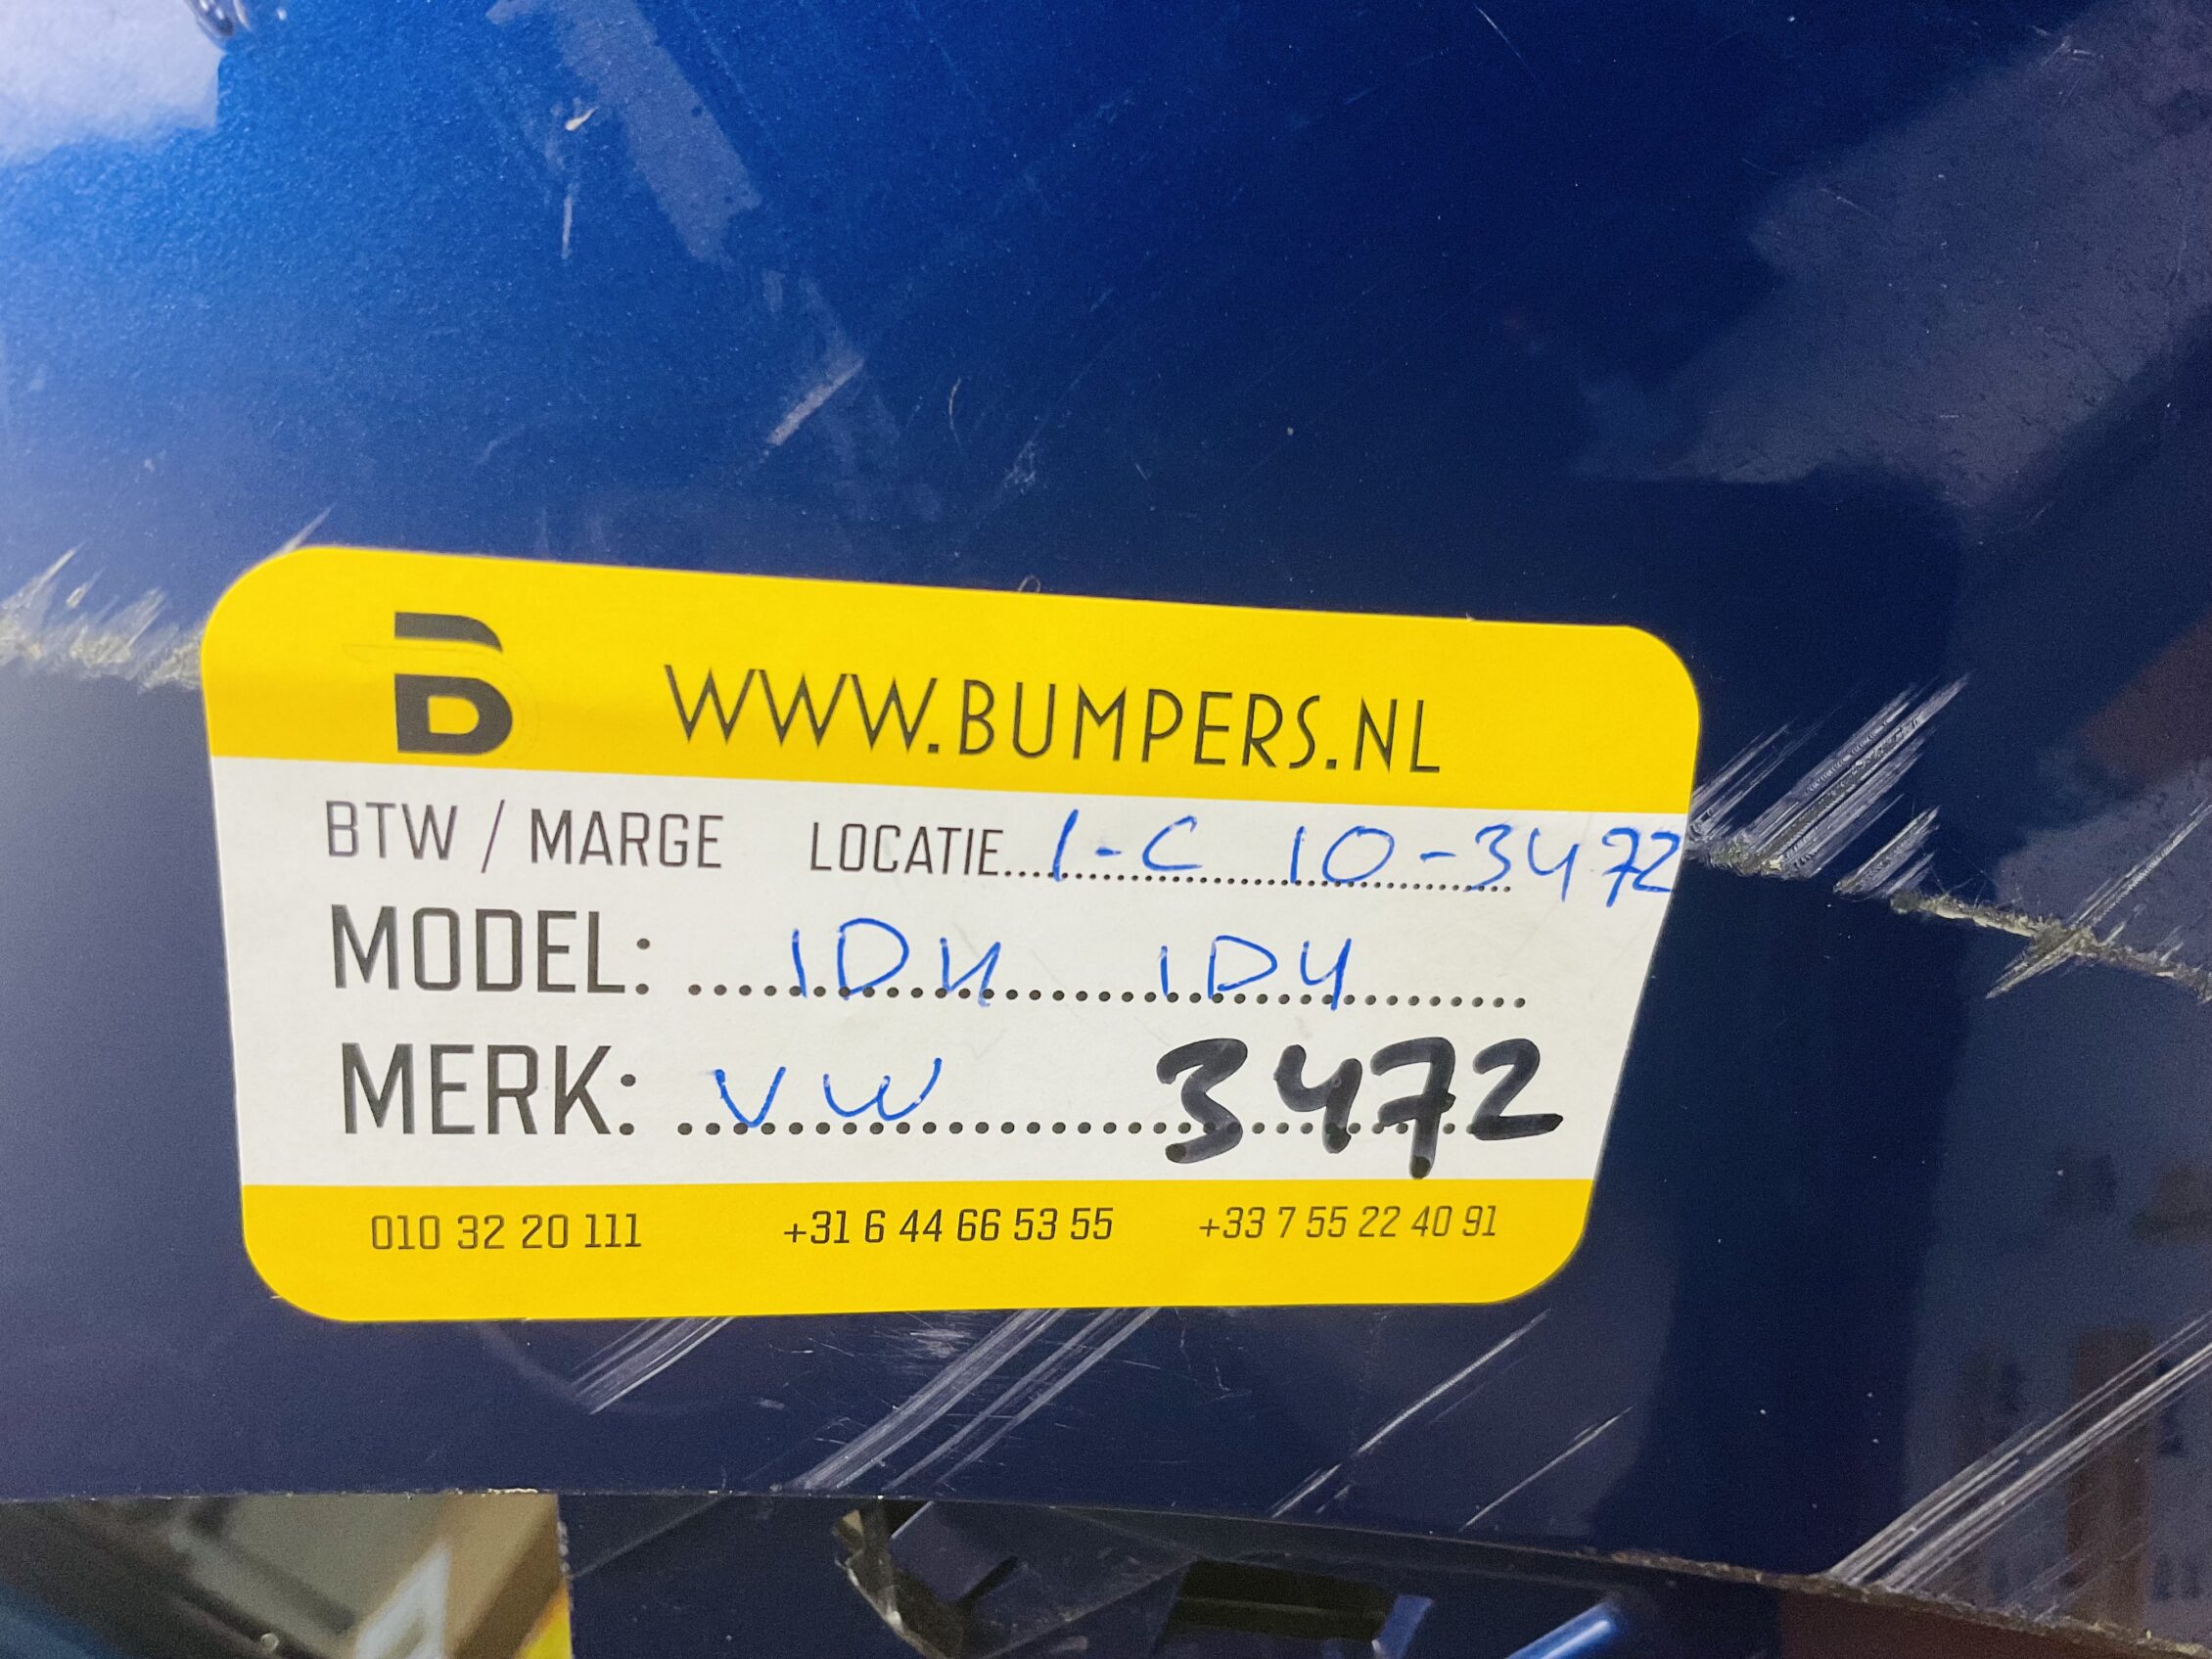 B WWW.BUMPERS.NL
BTW / MARGE LOCATIE...1-C 10-3472
MODEL: ....ID4 ID4........
MERK: ..VW........3472
010 32 20 111 +31 6 44 66 53 55 +33 7 55 22 40 91